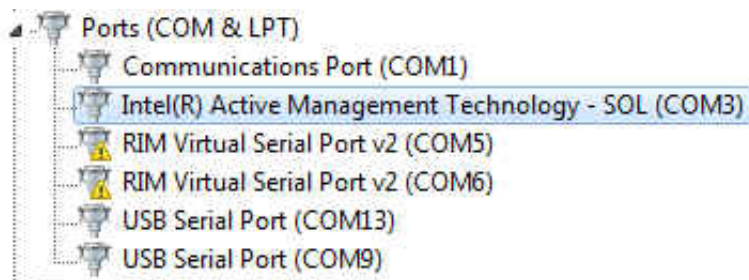 Ports (COM & LPT)
Communications Port (COM1)
Intel(R) Active Management Technology - SOL (COM3)
RIM Virtual Serial Port v2 (COM5)
RIM Virtual Serial Port v2 (COM6)
USB Serial Port (COM13)
USB Serial Port (COM9)